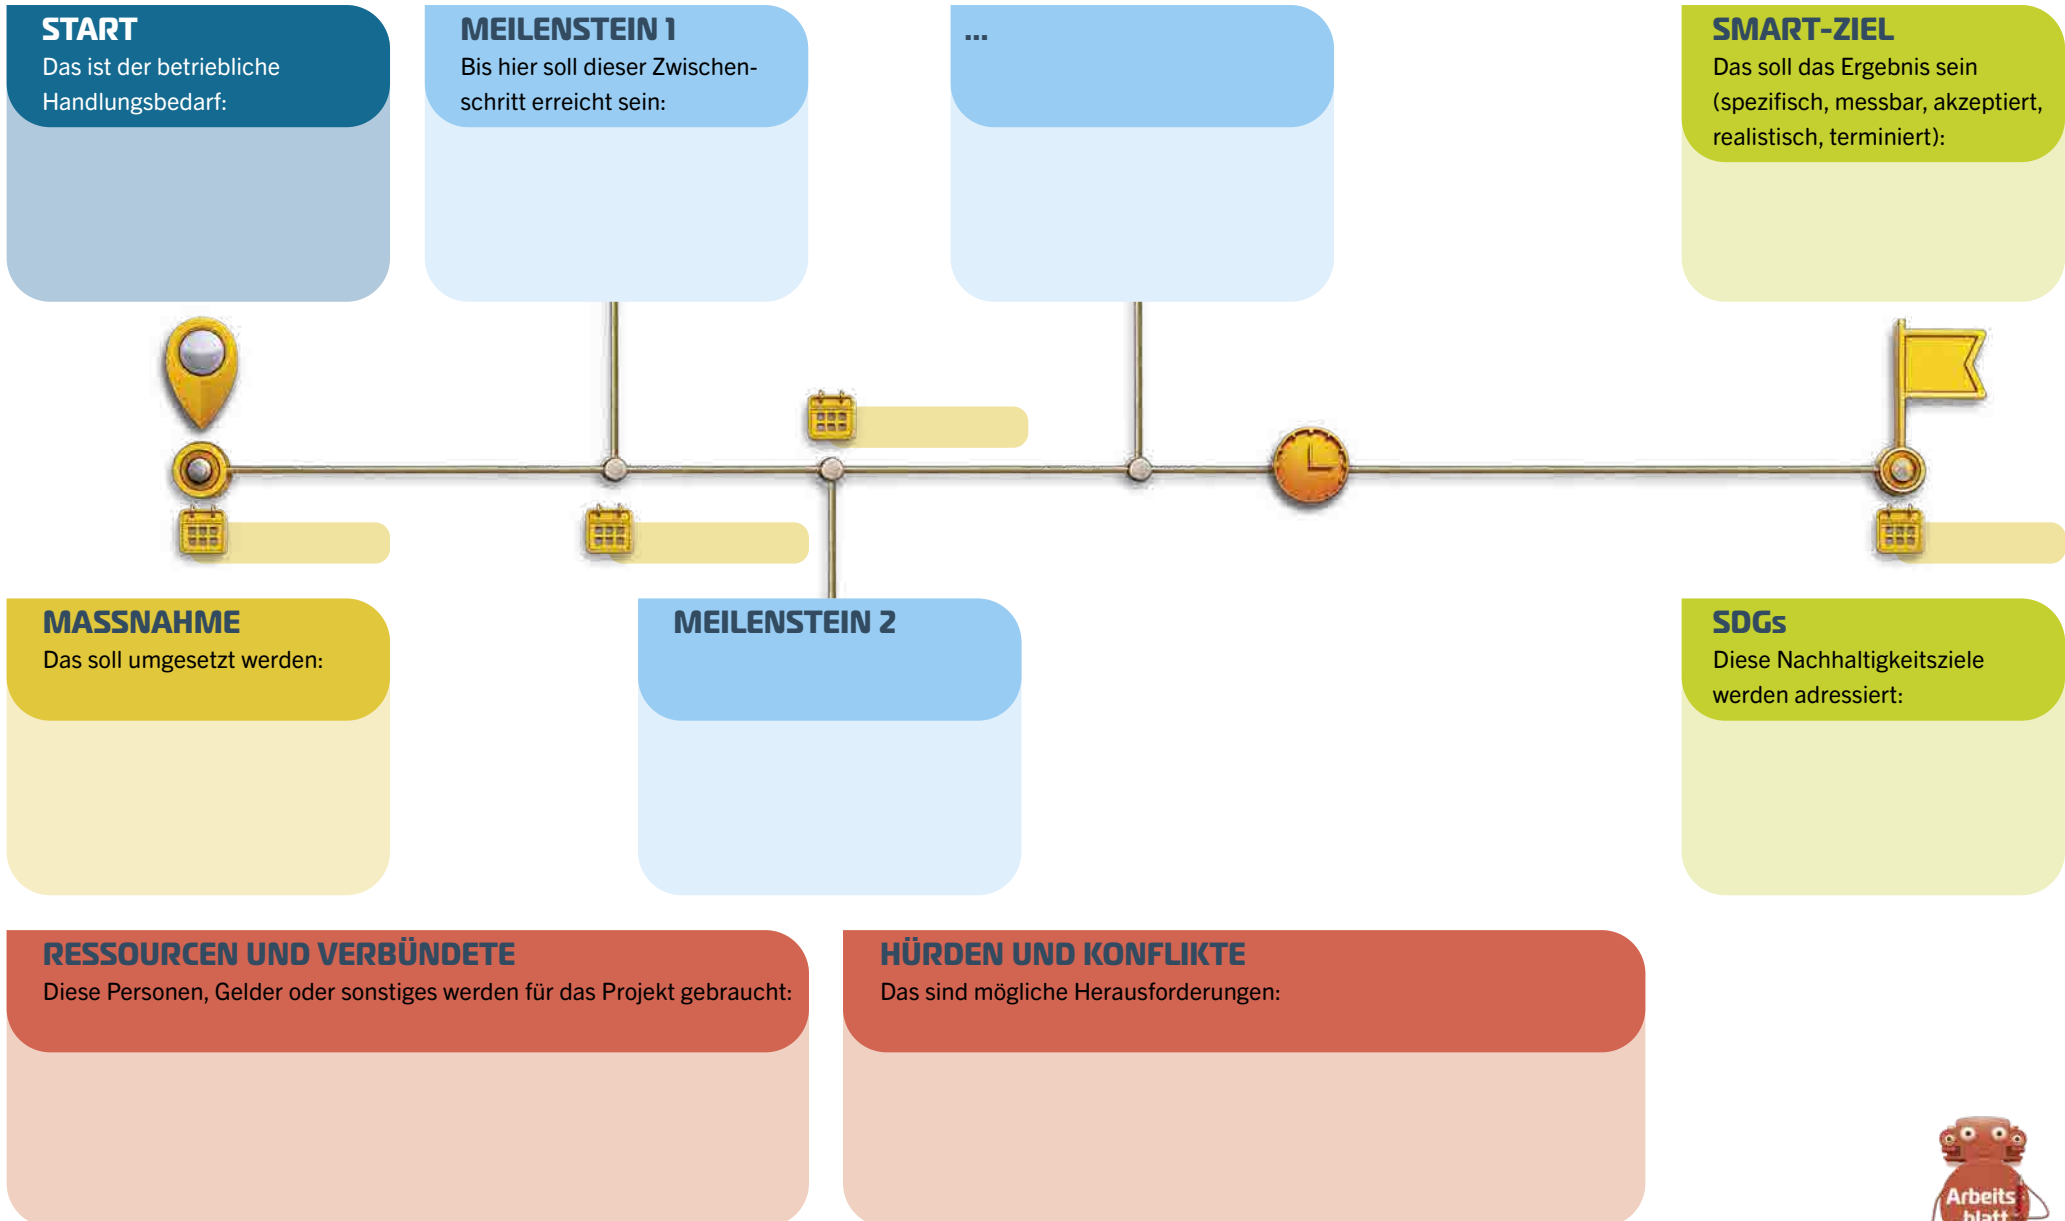 START
Das ist der betriebliche
Handlungsbedarf:
MEILENSTEIN 1
Bis hier soll dieser Zwischen-
schritt erreicht sein:
...
SMART-ZIEL
Das soll das Ergebnis sein
(spezifisch, messbar, akzeptiert,
realistisch, terminiert):
MASSNAHME
Das soll umgesetzt werden:
MEILENSTEIN 2
SDGs
Diese Nachhaltigkeitsziele
werden adressiert:
RESSOURCEN UND VERBÜNDETE
Diese Personen, Gelder oder sonstiges werden für das Projekt gebraucht:
HÜRDEN UND KONFLIKTE
Das sind mögliche Herausforderungen:
Arbeits
blatt